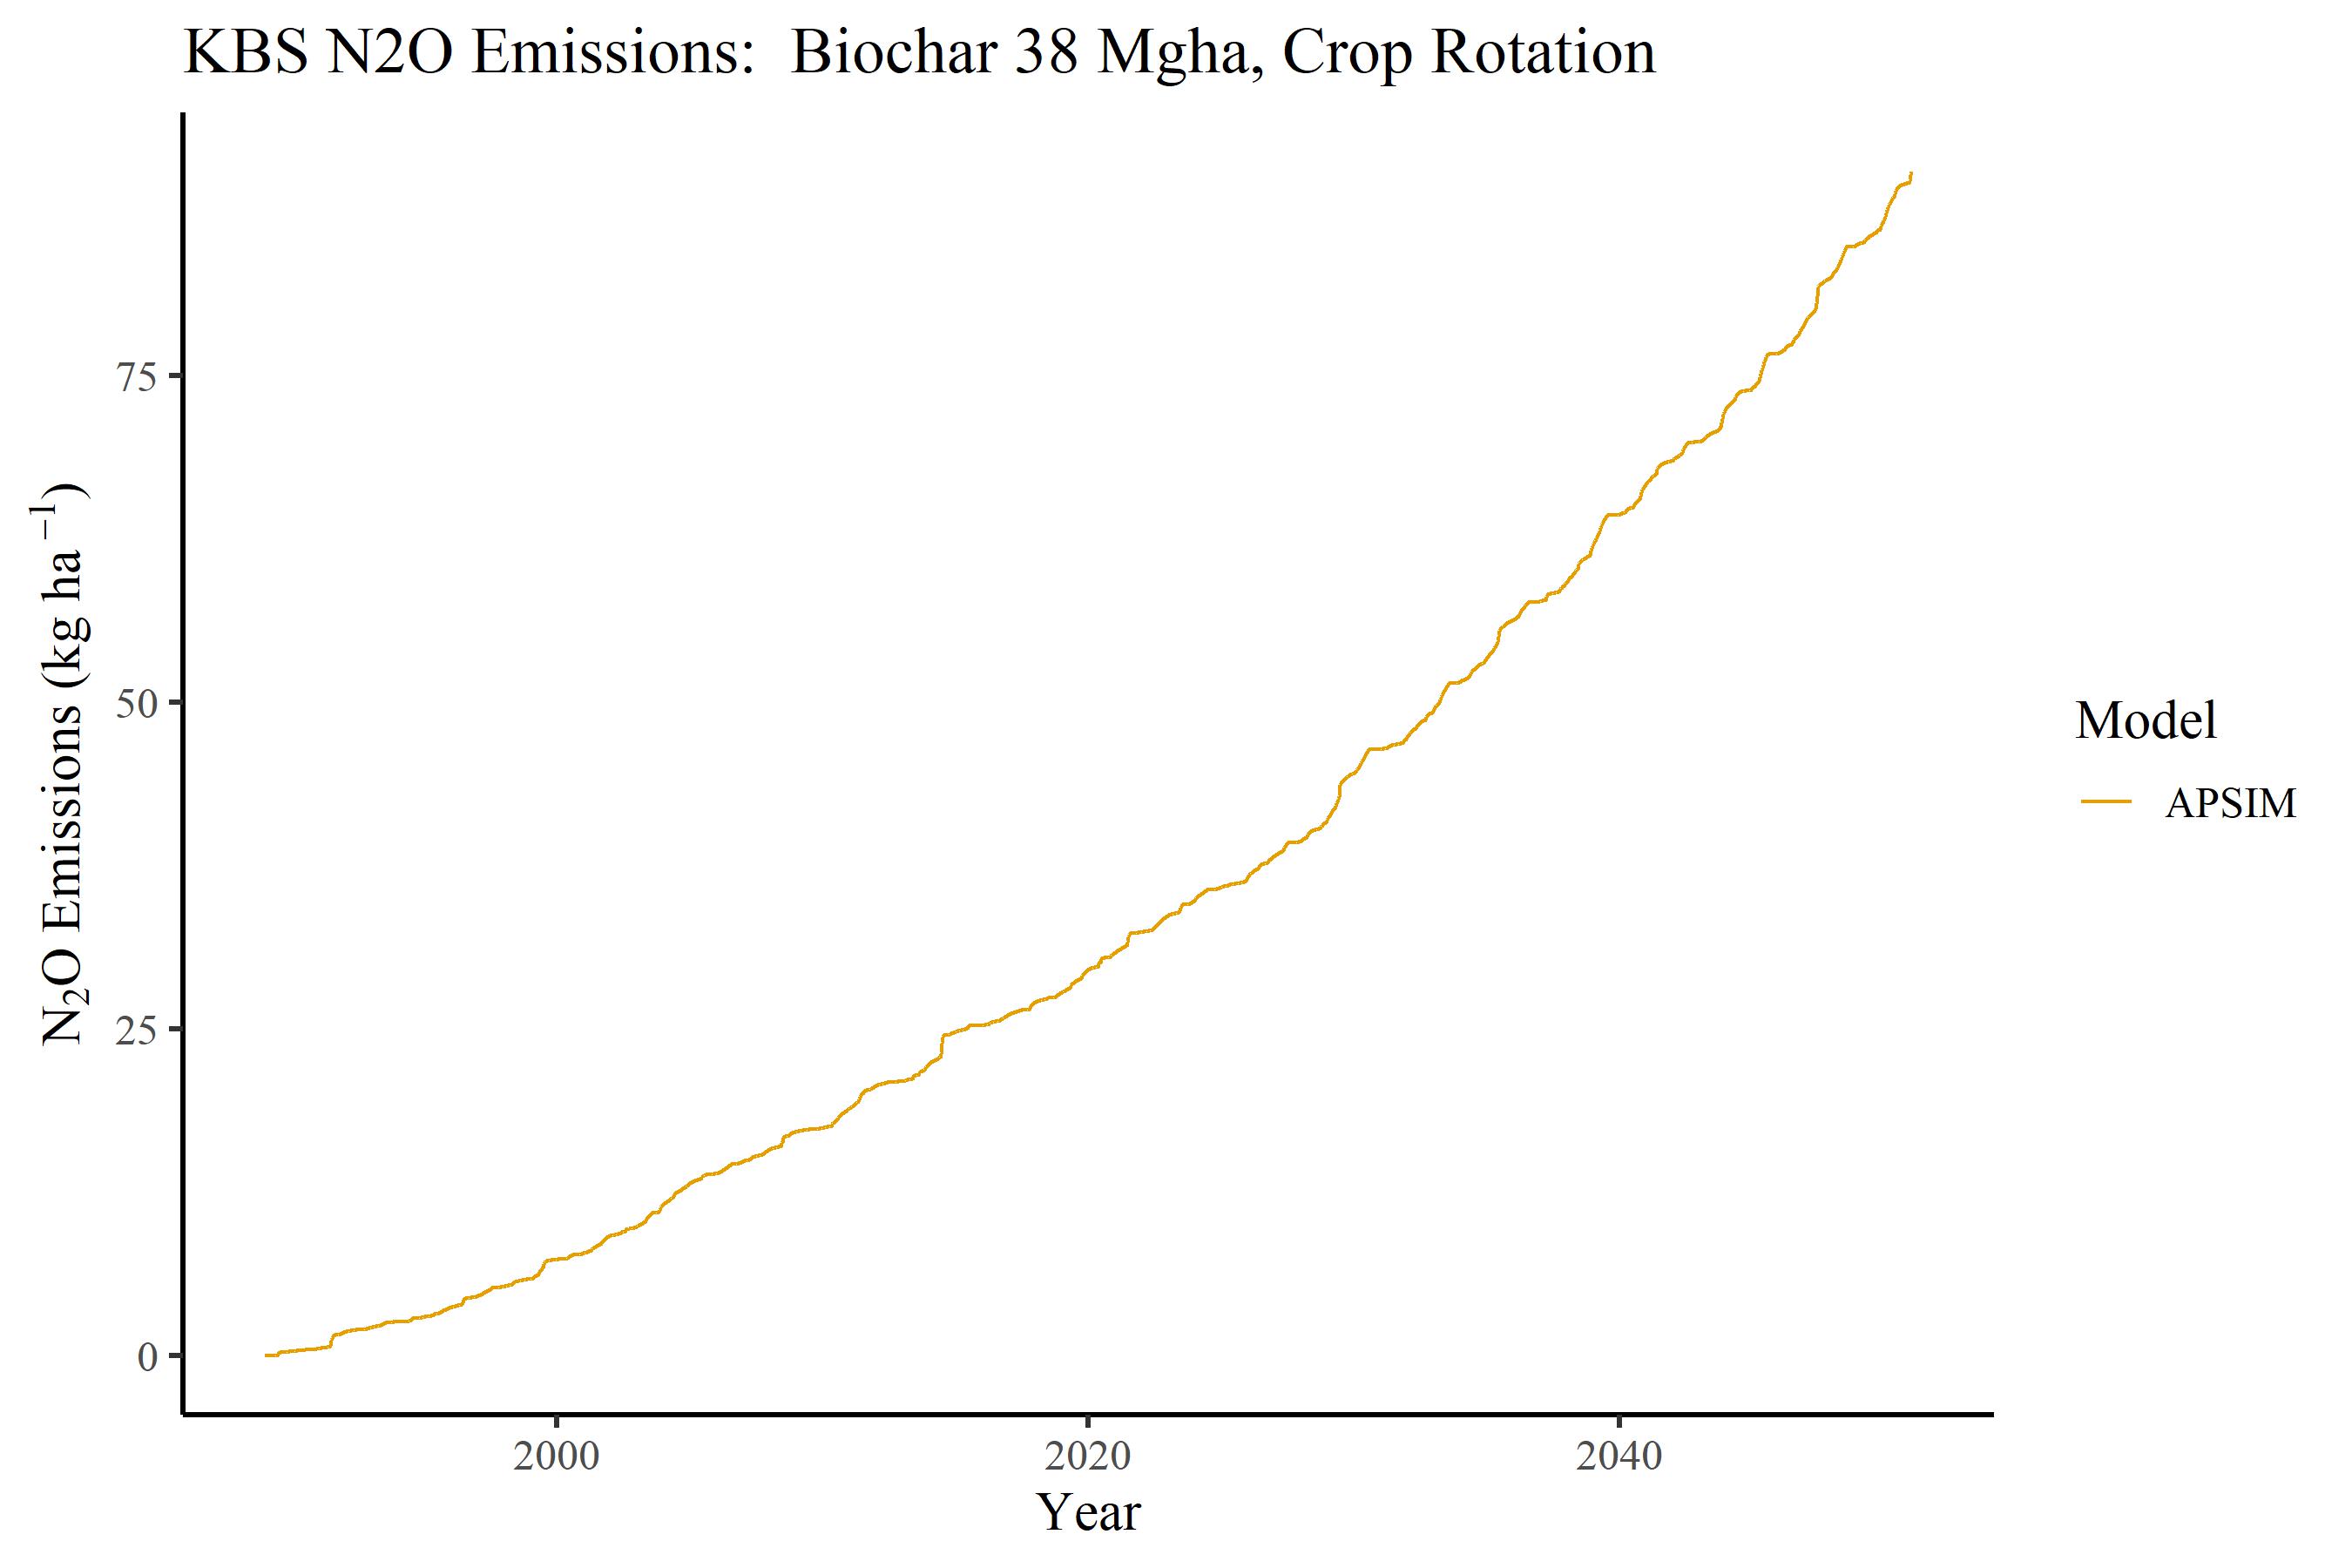 KBS N2O Emissions:  Biochar 38 Mgha, Crop Rotation
N₂O Emissions (kg ha⁻¹)
75
50
25
0
2000 2020 2040
Year
Model
APSIM